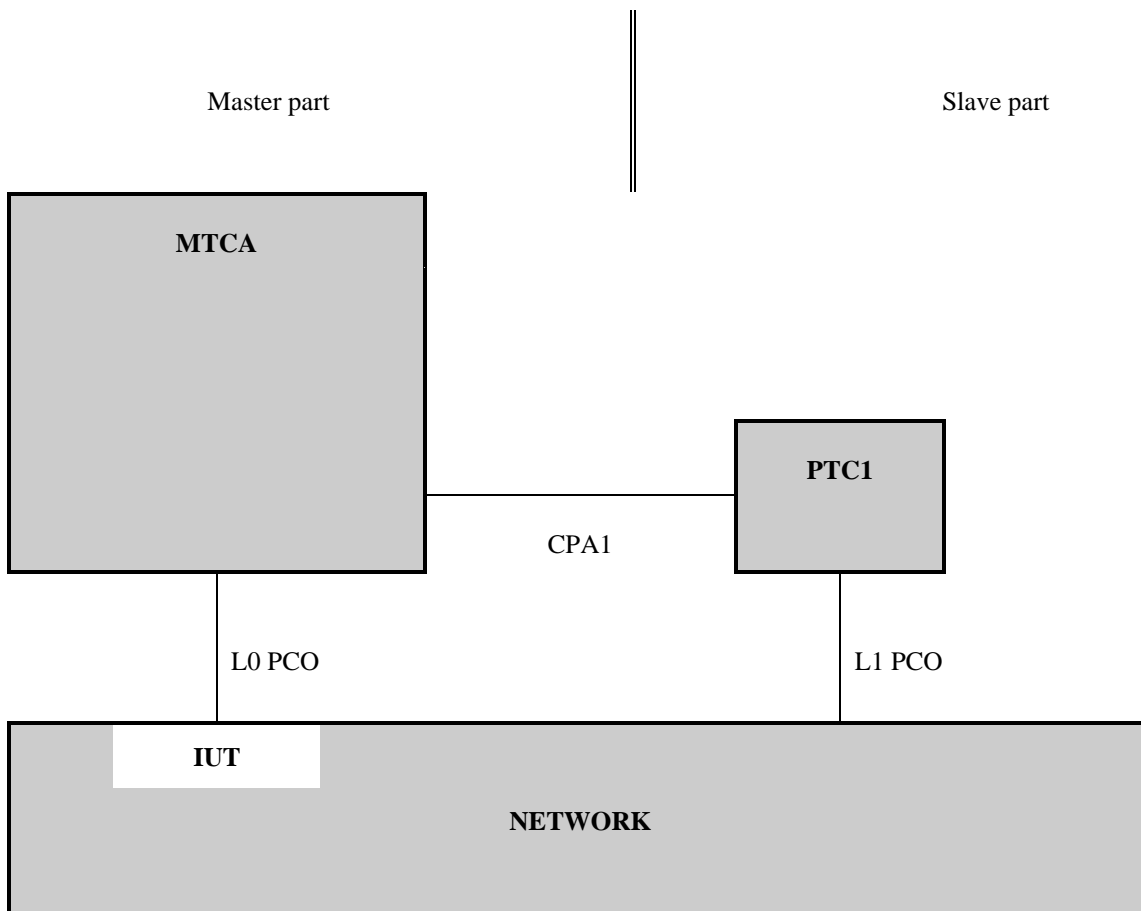 Master part
Slave part
MTCA
PTC1
CPA1
L0 PCO
L1 PCO
IUT
NETWORK